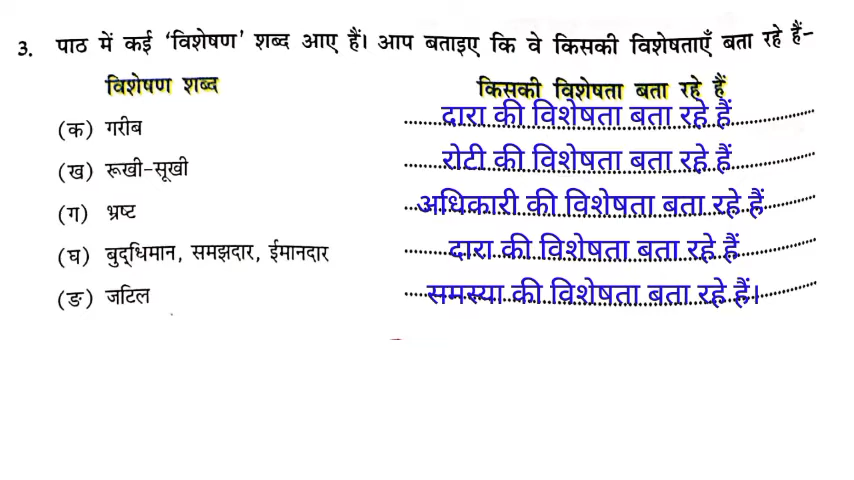 3. पाठ में कई ‘विशेषण’ शब्द आए हैं। आप बताइए कि वे किसकी विशेषताएँ बता रहे हैं–
विशेषण शब्द किसकी विशेषता बता रहे हैं
(क) गरीब दारा की विशेषता बता रहे हैं
(ख) रूखी-सूखी रोटी की विशेषता बता रहे हैं
(ग) भ्रष्ट अधिकारी की विशेषता बता रहे हैं
(घ) बुद्धिमान, समझदार, ईमानदार दारा की विशेषता बता रहे हैं
(ङ) जटिल समस्या की विशेषता बता रहे हैं।